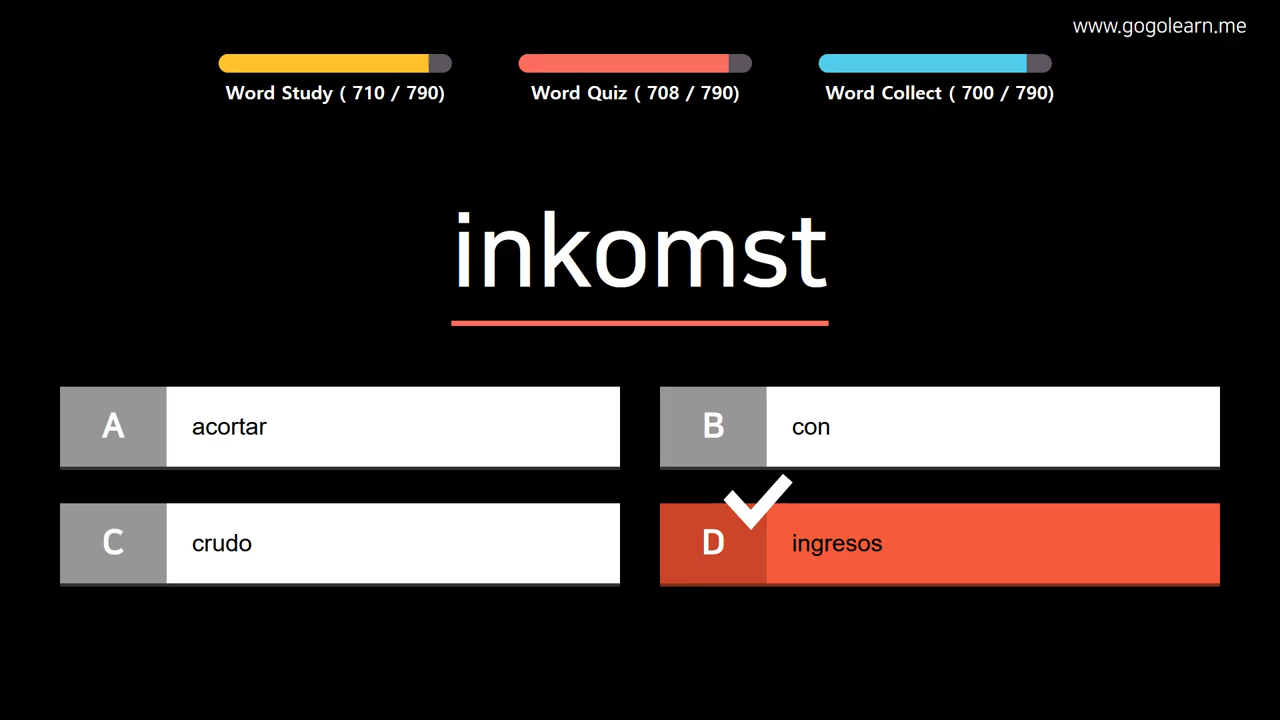 www.gogolearn.me
Word Study ( 710 / 790)
Word Quiz ( 708 / 790)
Word Collect ( 700 / 790)
inkomst
A acortar
B con
C crudo
D ingresos